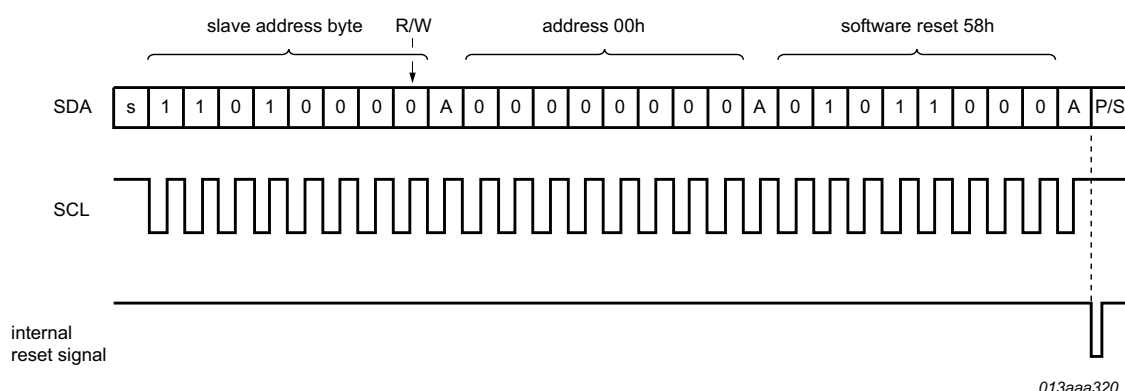 slave address byte R/W address 00h software reset 58h
SDA s 1 1 0 1 0 0 0 0 A 0 0 0 0 0 0 0 0 A 0 1 0 1 1 0 0 0 A P/S
SCL
internal
reset signal
013aaa320